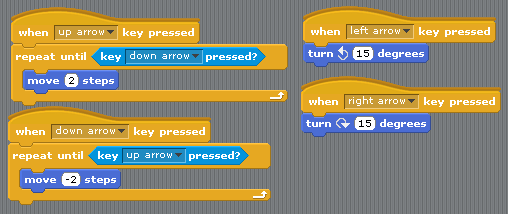 when up arrow key pressed
repeat until key down arrow pressed?
move 2 steps
when down arrow key pressed
repeat until key up arrow pressed?
move -2 steps
when left arrow key pressed
turn 15 degrees
when right arrow key pressed
turn 15 degrees